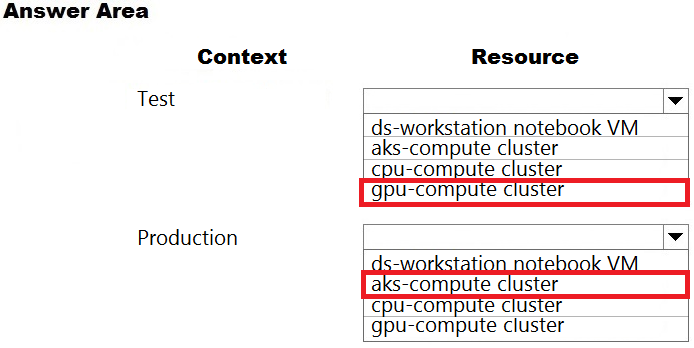 Answer Area
Context Resource
Test
ds-workstation notebook VM
aks-compute cluster
cpu-compute cluster
gpu-compute cluster
Production
ds-workstation notebook VM
aks-compute cluster
cpu-compute cluster
gpu-compute cluster